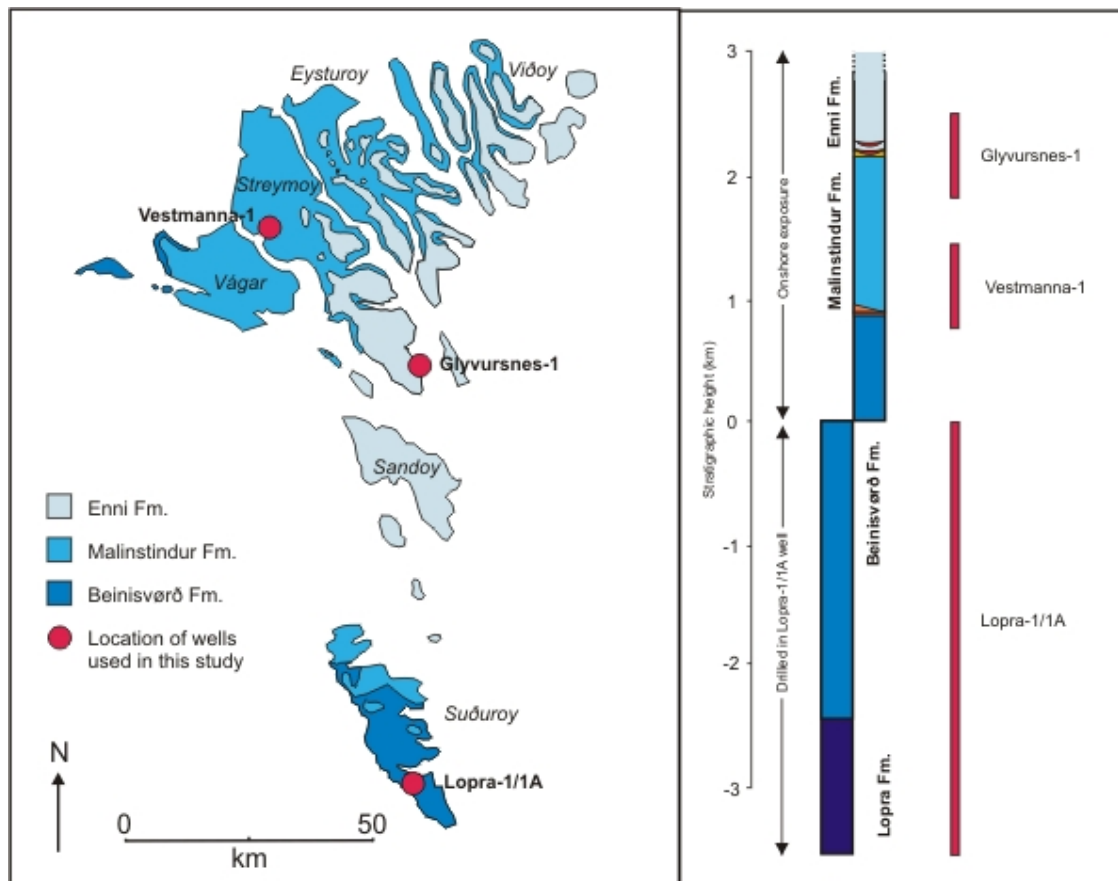 Eysturoy
Viðoy
Streymoy
Vestmanna-1
Vágar
Glyvursnes-1
Sandoy
Enni Fm.
Malinstindur Fm.
Beinisvørð Fm.
Location of wells
used in this study
Suðuroy
N
Lopra-1/1A
0
50
km
3
2
1
0
-1
-2
-3
Stratigraphic height (km)
Onshore exposure
Drilled in Lopra-1/1A well
Enni Fm.
Malinstindur Fm.
Beinisvørð Fm.
Lopra Fm.
Glyvursnes-1
Vestmanna-1
Lopra-1/1A